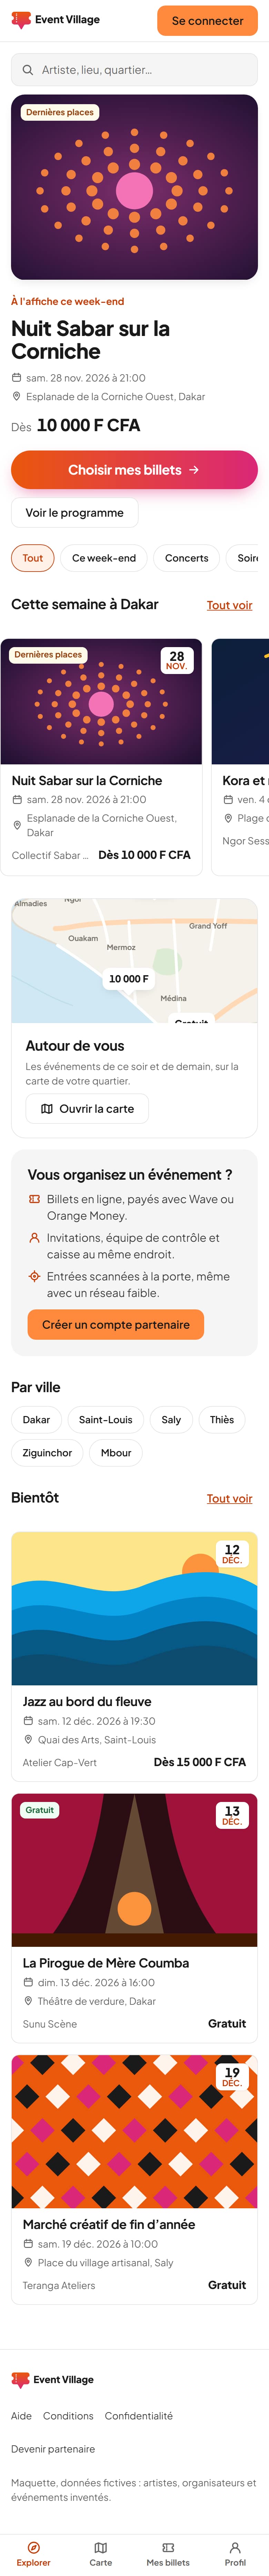 Event Village
Se connecter
Artiste, lieu, quartier...
Dernières places
À l'affiche ce week-end
Nuit Sabar sur la
Corniche
sam. 28 nov. 2026 à 21:00
Esplanade de la Corniche Ouest, Dakar
Dès 10 000 F CFA
Choisir mes billets →
Voir le programme
Tout
Ce week-end
Concerts
Soiré
Cette semaine à Dakar
Tout voir
Dernières places
28
NOV.
Nuit Sabar sur la Corniche
sam. 28 nov. 2026 à 21:00
Esplanade de la Corniche Ouest,
Dakar
Collectif Sabar ...
Dès 10 000 F CFA
Kora et
ven. 4
Plage
Ngor Sess
Almadies
Ngor
Grand Yoff
Ouakam
Mermoz
10 000 F
Médina
Gratuit
Autour de vous
Les événements de ce soir et de demain, sur la
carte de votre quartier.
Ouvrir la carte
Vous organisez un événement ?
Billets en ligne, payés avec Wave ou
Orange Money.
Invitations, équipe de contrôle et
caisse au même endroit.
Entrées scannées à la porte, même
avec un réseau faible.
Créer un compte partenaire
Par ville
Dakar
Saint-Louis
Saly
Thiès
Ziguinchor
Mbour
Bientôt
Tout voir
12
DÉC.
Jazz au bord du fleuve
sam. 12 déc. 2026 à 19:30
Quai des Arts, Saint-Louis
Atelier Cap-Vert
Dès 15 000 F CFA
Gratuit
13
DÉC.
La Pirogue de Mère Coumba
dim. 13 déc. 2026 à 16:00
Théâtre de verdure, Dakar
Sunu Scène
Gratuit
19
DÉC.
Marché créatif de fin d’année
sam. 19 déc. 2026 à 10:00
Place du village artisanal, Saly
Teranga Ateliers
Gratuit
Event Village
Aide
Conditions
Confidentialité
Devenir partenaire
Maquette, données fictives : artistes, organisateurs et
événements inventés.
Explorer
Carte
Mes billets
Profil